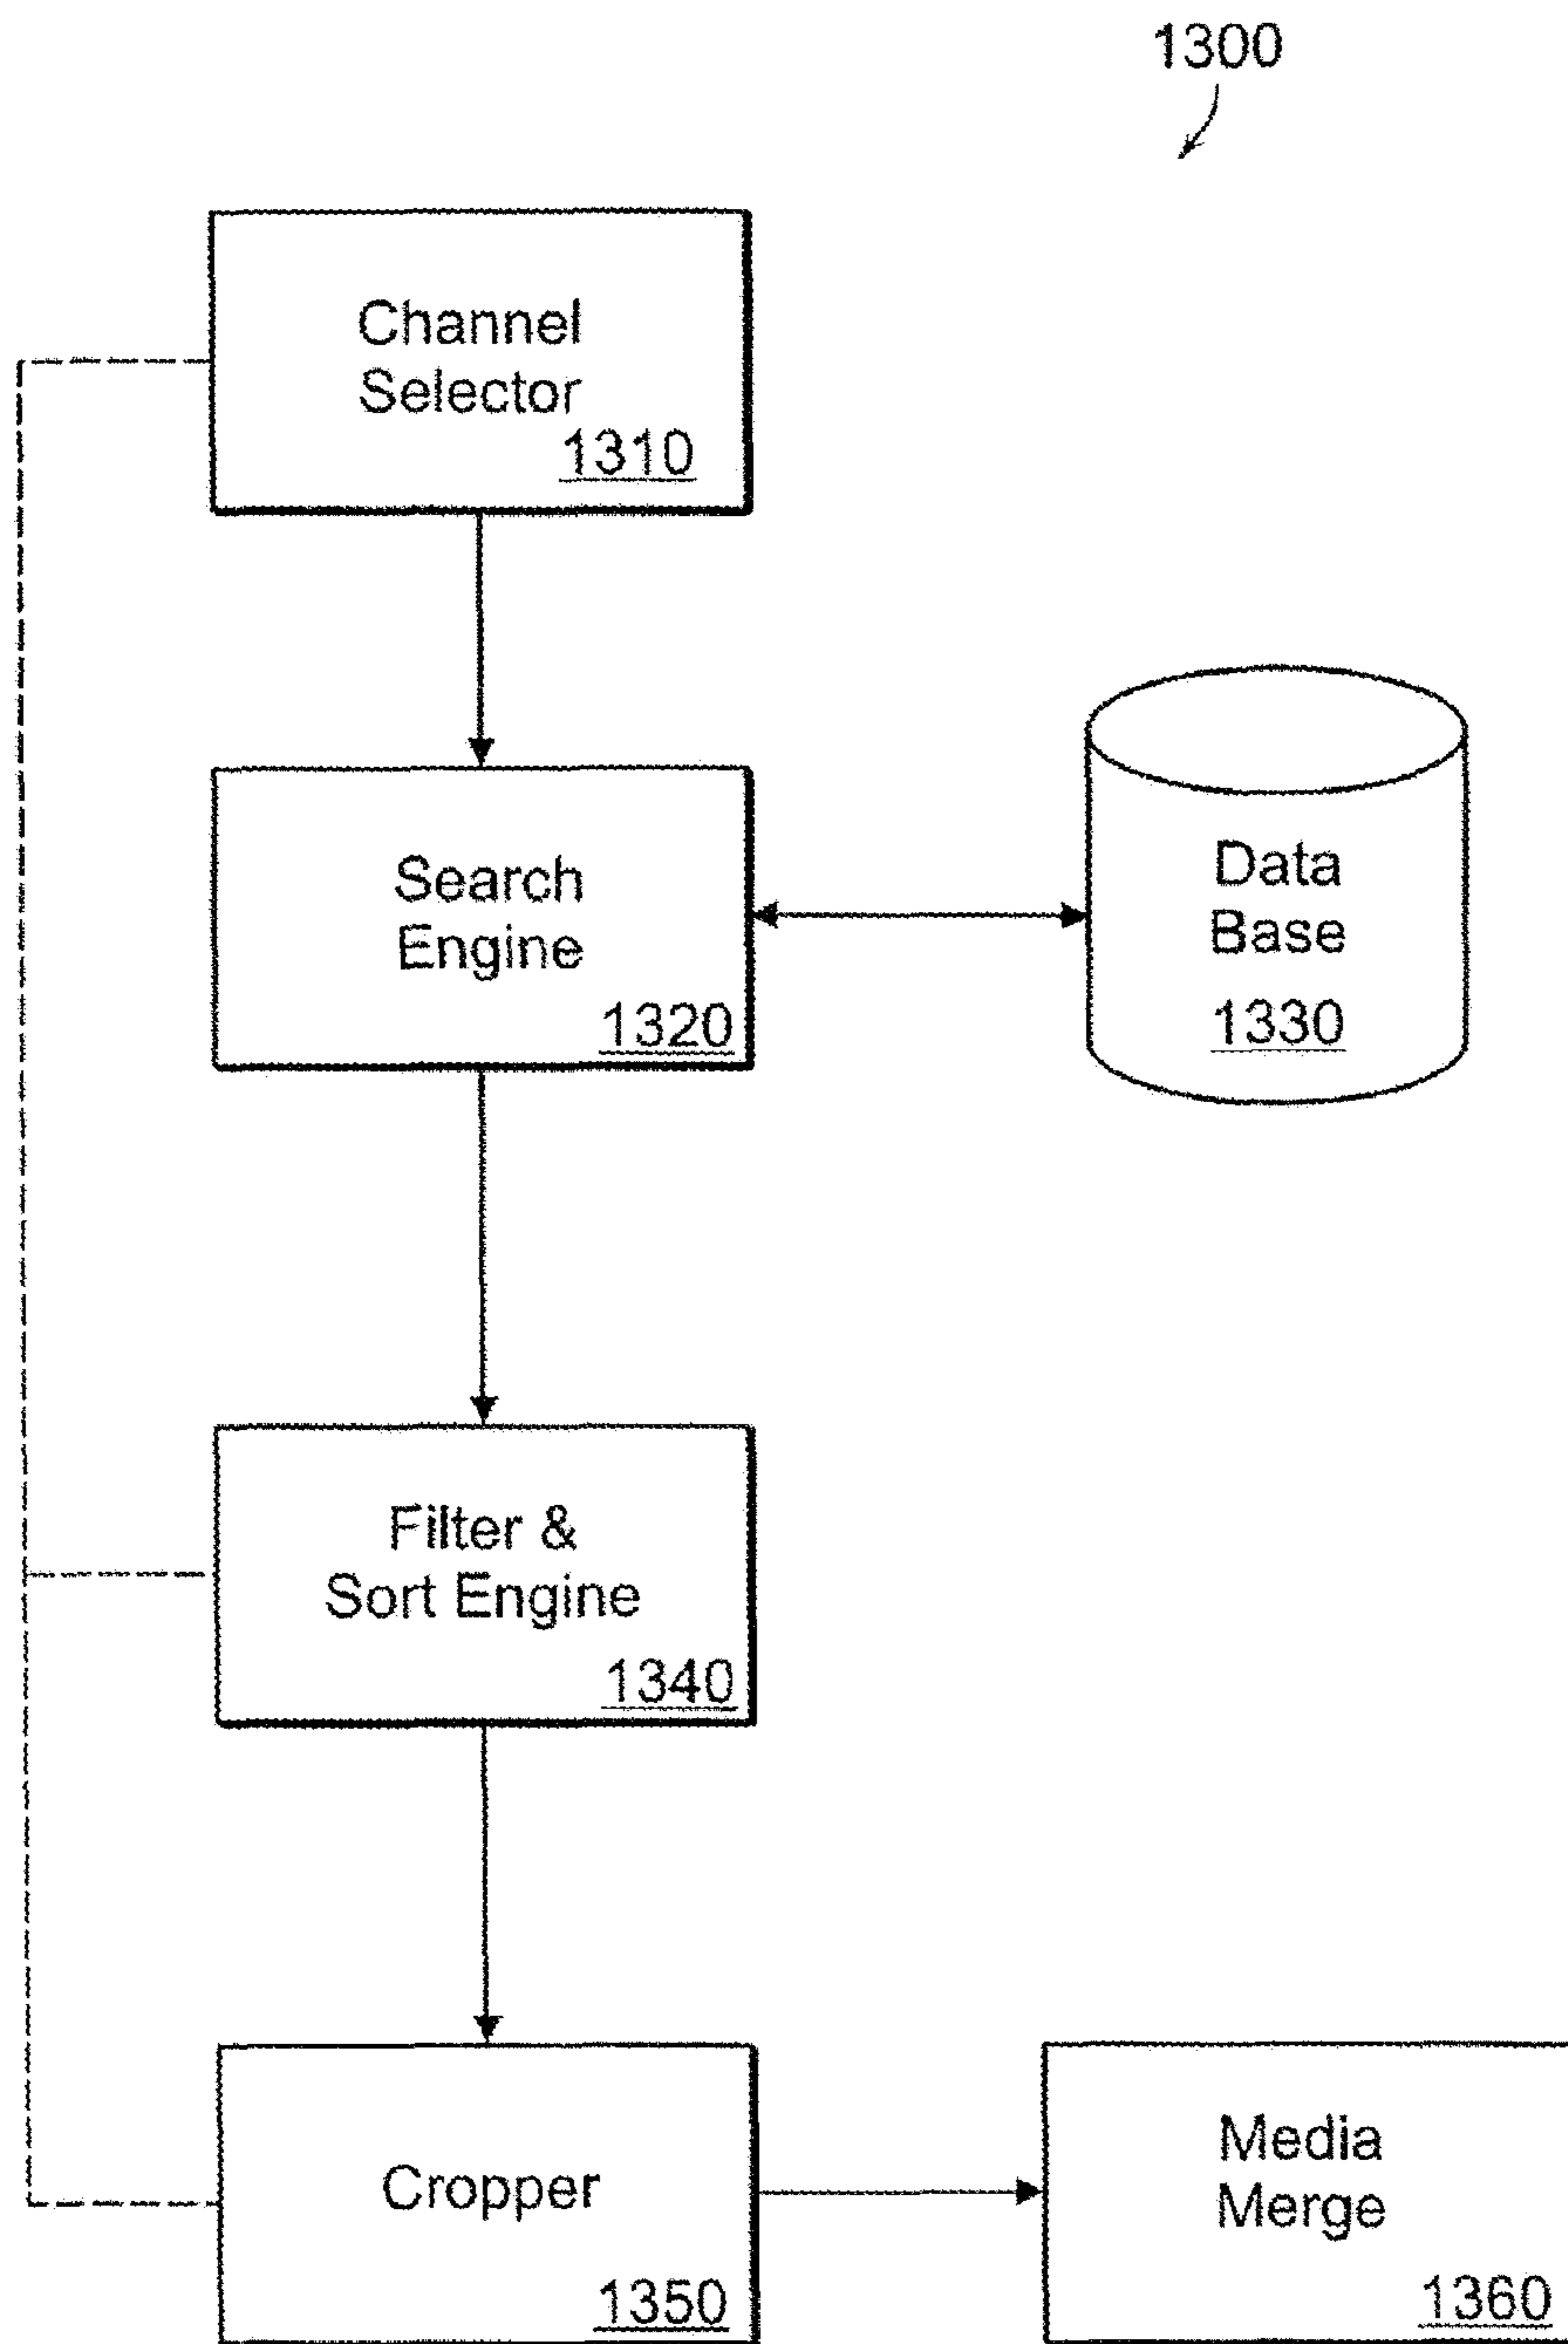 1300
Channel
Selector
1310
Search
Engine
1320
Data
Base
1330
Filter &
Sort Engine
1340
Cropper
1350
Media
Merge
1360